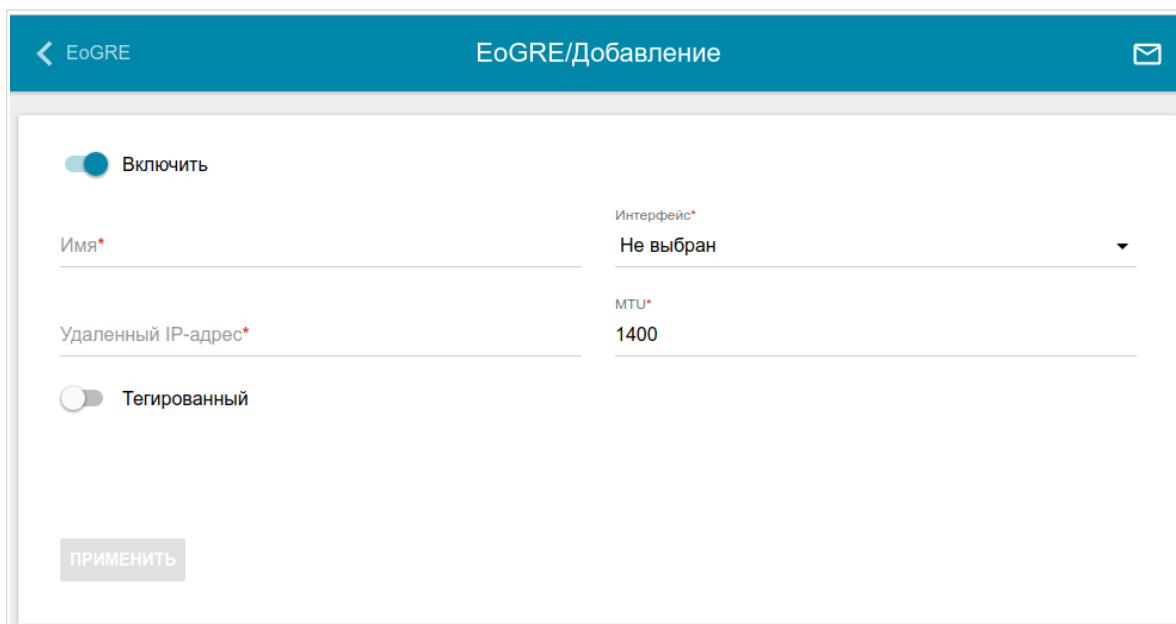 EoGRE
EoGRE/Добавление
Включить
Имя*
Интерфейс*
Не выбран
Удаленный IP-адрес*
MTU*
1400
Тегированный
ПРИМЕНИТЬ